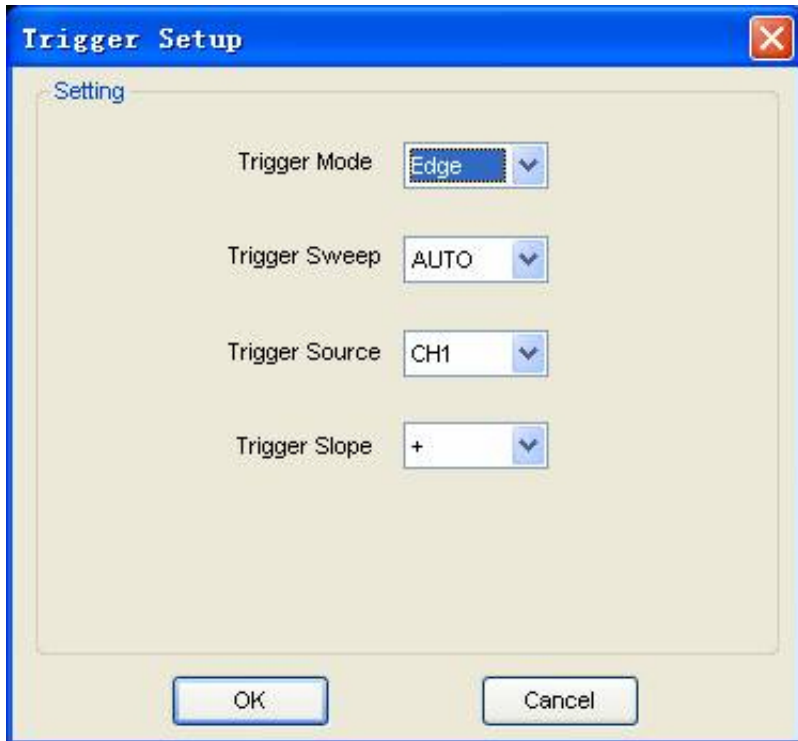 Trigger Setup
Setting
Trigger Mode Edge
Trigger Sweep AUTO
Trigger Source CH1
Trigger Slope +
OK Cancel